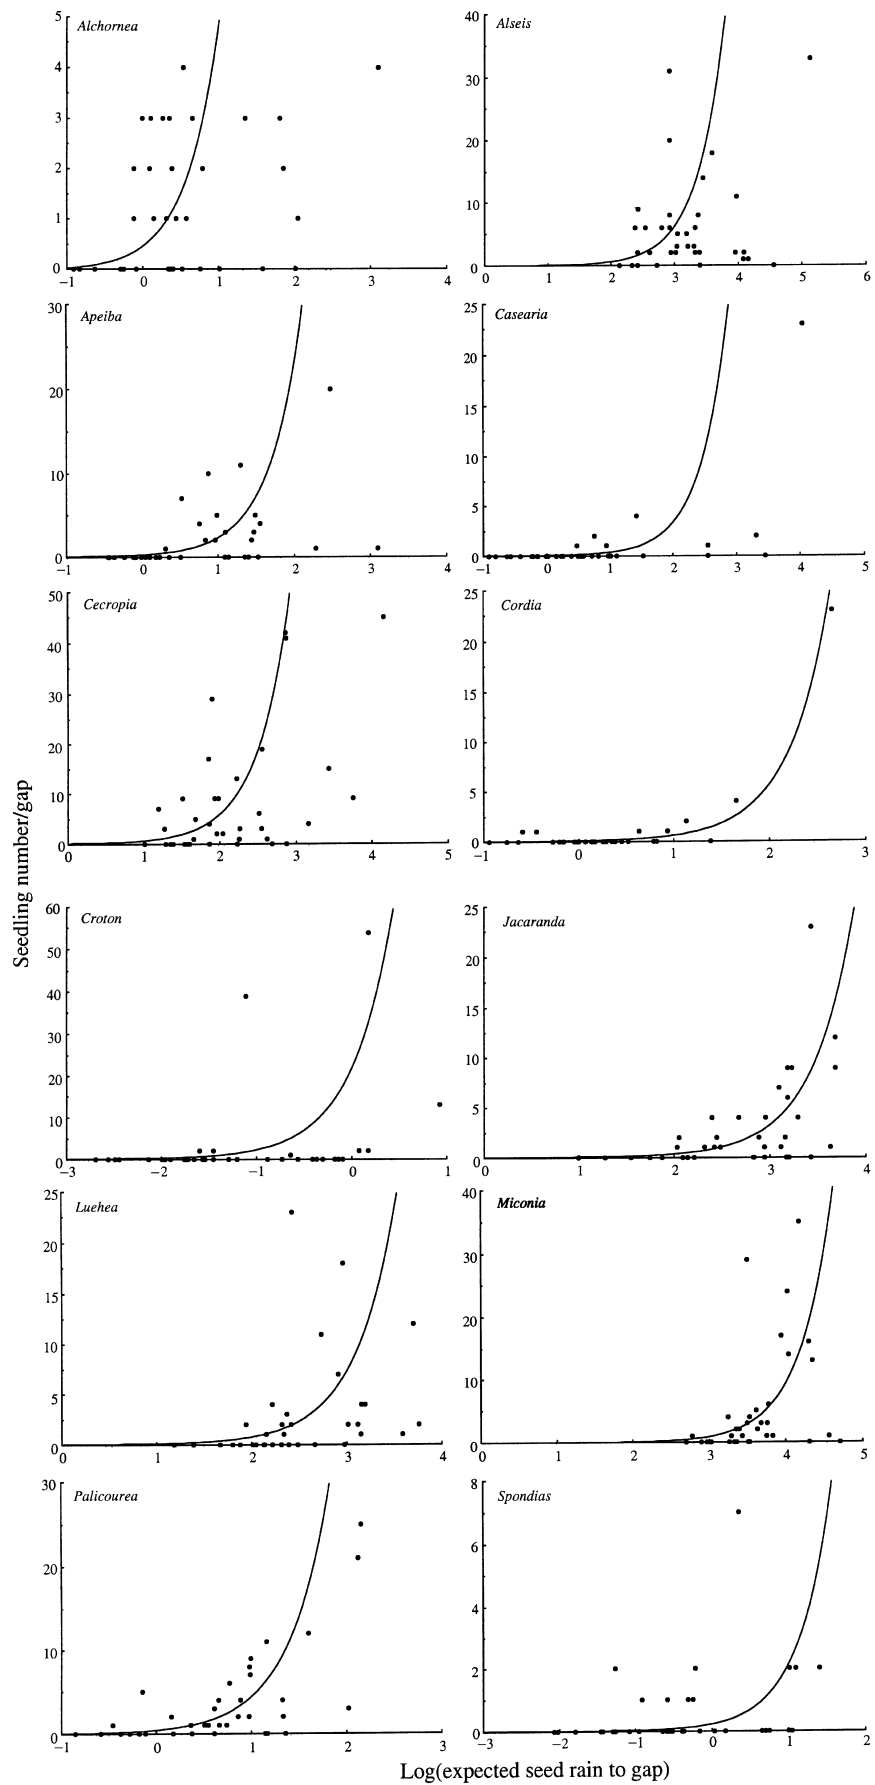 Alchornea
5
4
3
2
1
0
−1 0 1 2 3 4
Alseis
40
30
20
10
0
0 1 2 3 4 5 6
Apeiba
30
20
10
0
−1 0 1 2 3 4
Casearia
25
20
15
10
5
0
−1 0 1 2 3 4 5
Cecropia
50
40
30
20
10
0
0 1 2 3 4 5
Cordia
25
20
15
10
5
0
−1 0 1 2 3
Seedling number/gap
Croton
60
50
40
30
20
10
0
−3 −2 −1 0 1
Jacaranda
25
20
15
10
5
0
0 1 2 3 4
Luehea
25
20
15
10
5
0
0 1 2 3 4
Miconia
40
30
20
10
0
0 1 2 3 4 5
Palicourea
30
20
10
0
−1 0 1 2 3
Spondias
8
6
4
2
0
−3 −2 −1 0 1 2
Log(expected seed rain to gap)